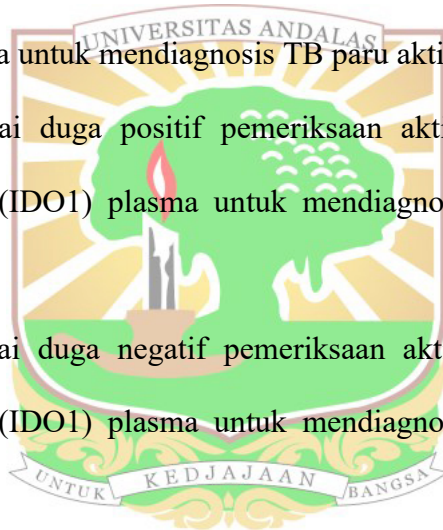 UNIVERSITAS ANDALAS
a untuk mendiagnosis TB paru akti
ai duga positif pemeriksaan akti
(IDO1) plasma untuk mendiagno
ai duga negatif pemeriksaan akt
(IDO1) plasma untuk mendiagno
UNTUK KEDJAJAAN BANGSA